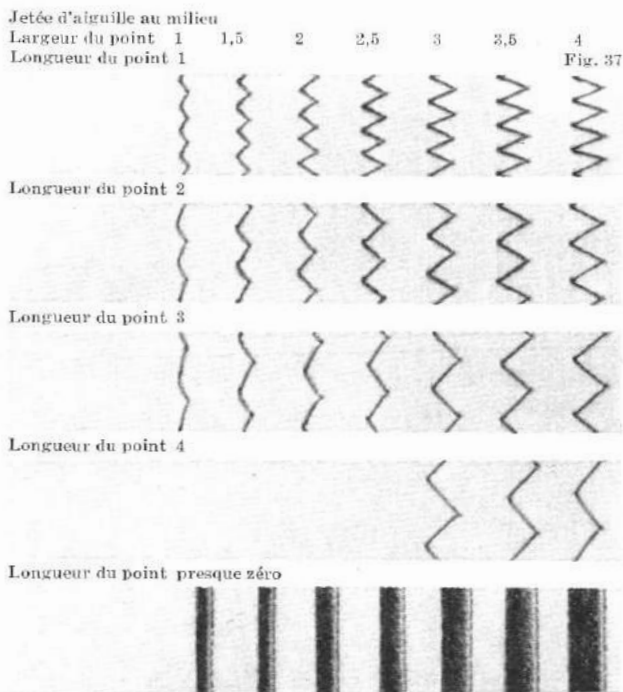 Jetée d'aiguille au milieu
Largeur du point 1 1,5 2 2,5 3 3,5 4
Longueur du point 1 Fig. 37
Longueur du point 2
Longueur du point 3
Longueur du point 4
Longueur du point presque zéro